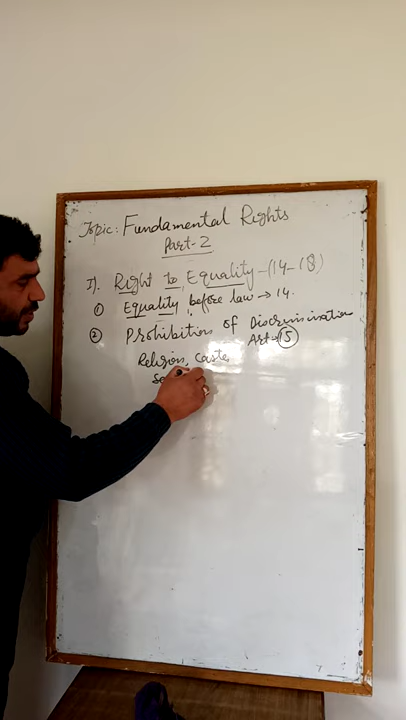 Topic: Fundamental Rights
Part-2
I). Right to Equality - (14-18)
① Equality before law → 14.
② Prohibition of Discrimination
Art → 15
Religion, Caste,
Se